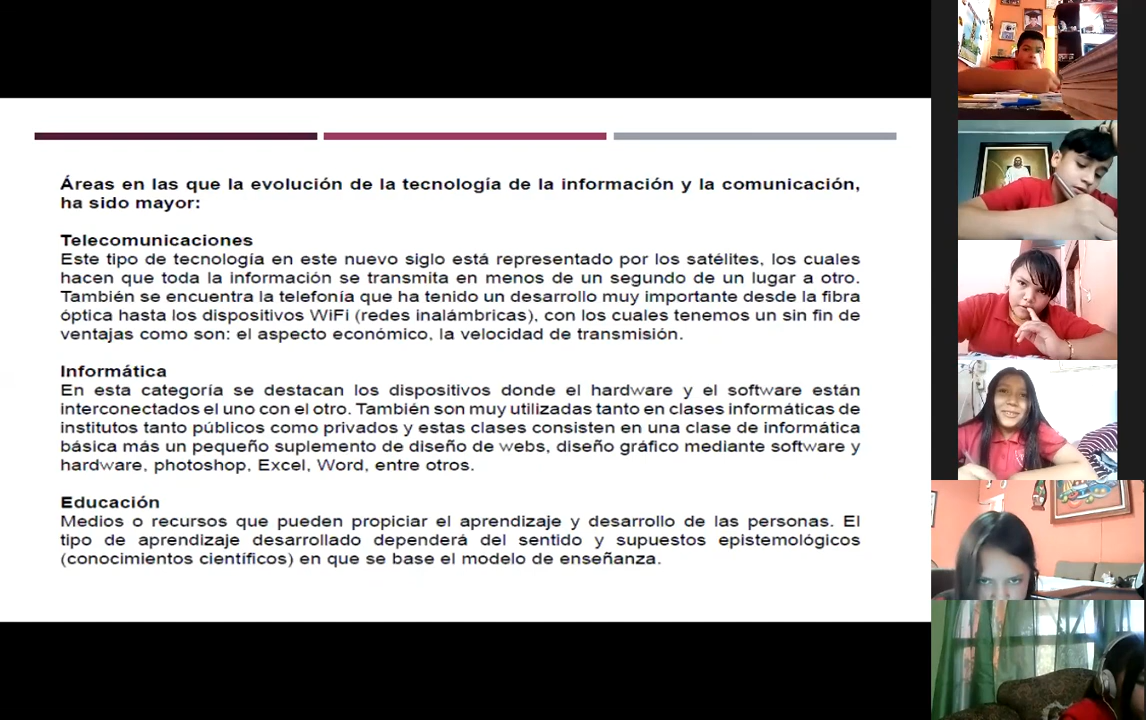 Áreas en las que la evolución de la tecnología de la información y la comunicación,
ha sido mayor:
Telecomunicaciones
Este tipo de tecnología en este nuevo siglo está representado por los satélites, los cuales
hacen que toda la información se transmita en menos de un segundo de un lugar a otro.
También se encuentra la telefonía que ha tenido un desarrollo muy importante desde la fibra
óptica hasta los dispositivos WiFi (redes inalámbricas), con los cuales tenemos un sin fin de
ventajas como son: el aspecto económico, la velocidad de transmisión.
Informática
En esta categoría se destacan los dispositivos donde el hardware y el software están
interconectados el uno con el otro. También son muy utilizadas tanto en clases informáticas de
institutos tanto públicos como privados y estas clases consisten en una clase de informática
básica más un pequeño suplemento de diseño de webs, diseño gráfico mediante software y
hardware, photoshop, Excel, Word, entre otros.
Educación
Medios o recursos que pueden propiciar el aprendizaje y desarrollo de las personas. El
tipo de aprendizaje desarrollado dependerá del sentido y supuestos epistemológicos
(conocimientos científicos) en que se base el modelo de enseñanza.